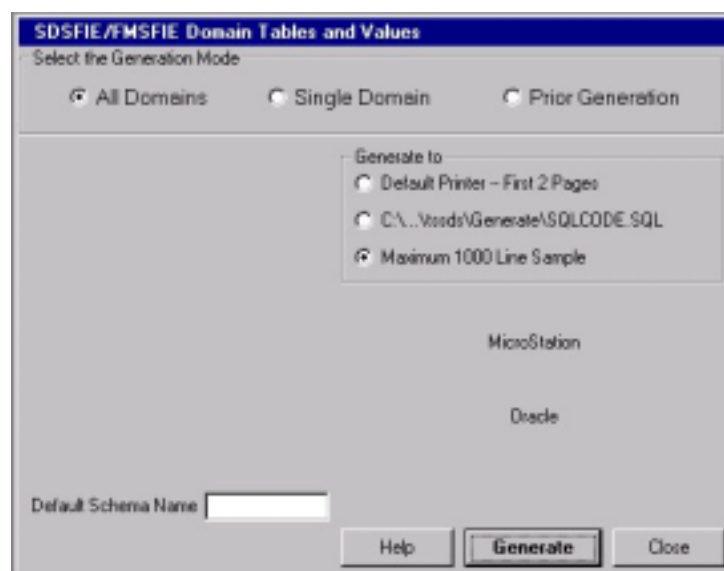 SDSFIE/FMSFIE Domain Tables and Values
Select the Generation Mode
All Domains Single Domain Prior Generation
Generate to
Default Printer -- First 2 Pages
C:\...\tssds\Generate\SQLCODE.SQL
Maximum 1000 Line Sample
MicroStation
Oracle
Default Schema Name
Help Generate Close